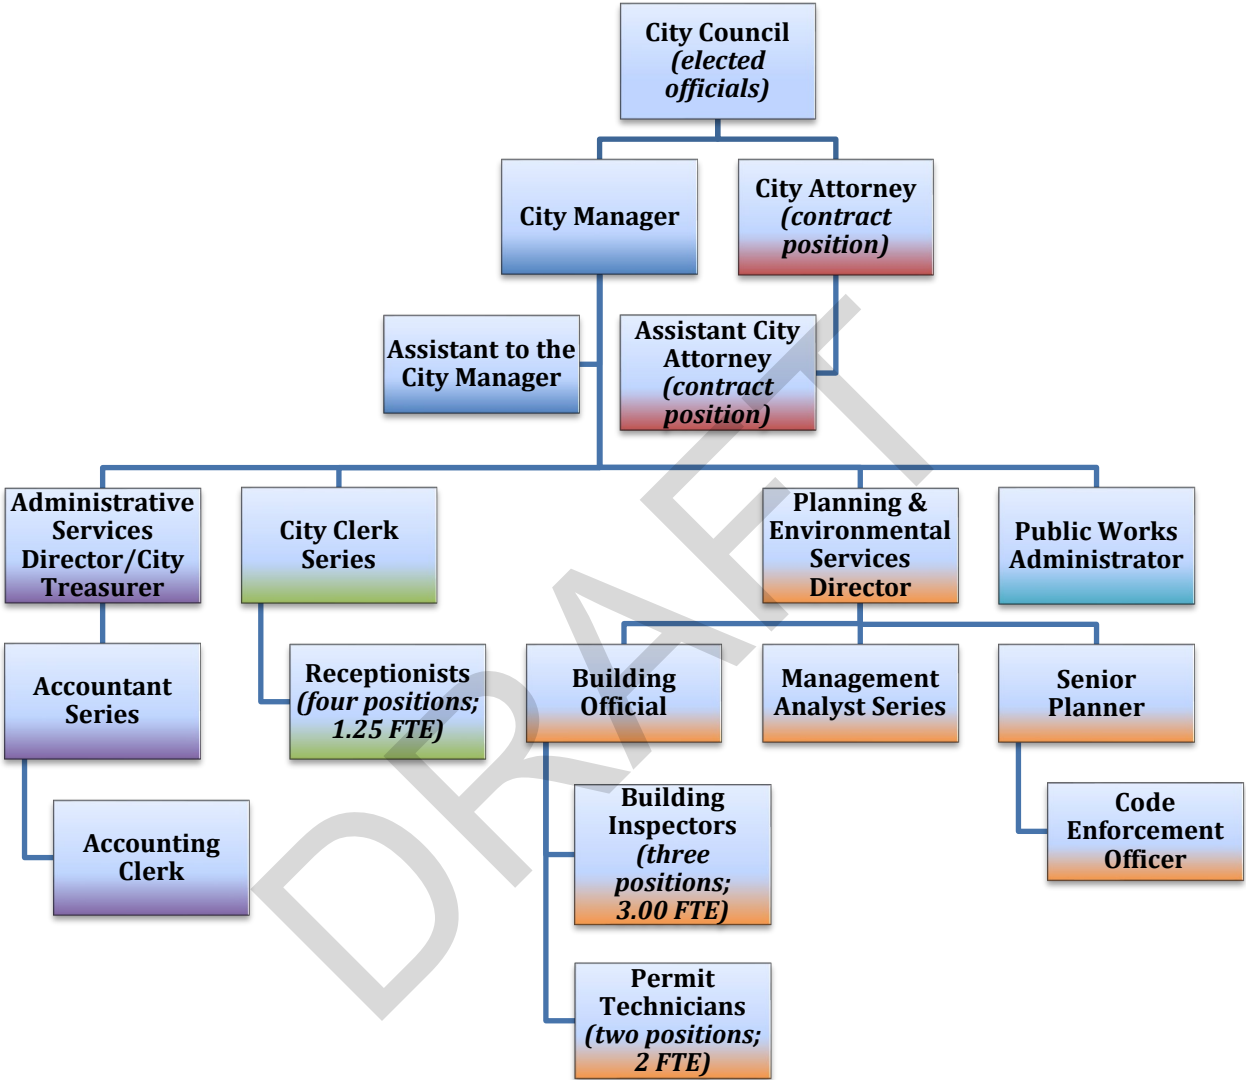 City Council
(elected
officials)
City Manager
City Attorney
(contract
position)
Assistant to the
City Manager
Assistant City
Attorney
(contract
position)
Administrative
Services
Director/City
Treasurer
City Clerk
Series
Planning &
Environmental
Services
Director
Public Works
Administrator
Accountant
Series
Receptionists
(four positions;
1.25 FTE)
Building
Official
Management
Analyst Series
Senior
Planner
Accounting
Clerk
Building
Inspectors
(three
positions;
3.00 FTE)
Code
Enforcement
Officer
Permit
Technicians
(two positions;
2 FTE)
DRAFT